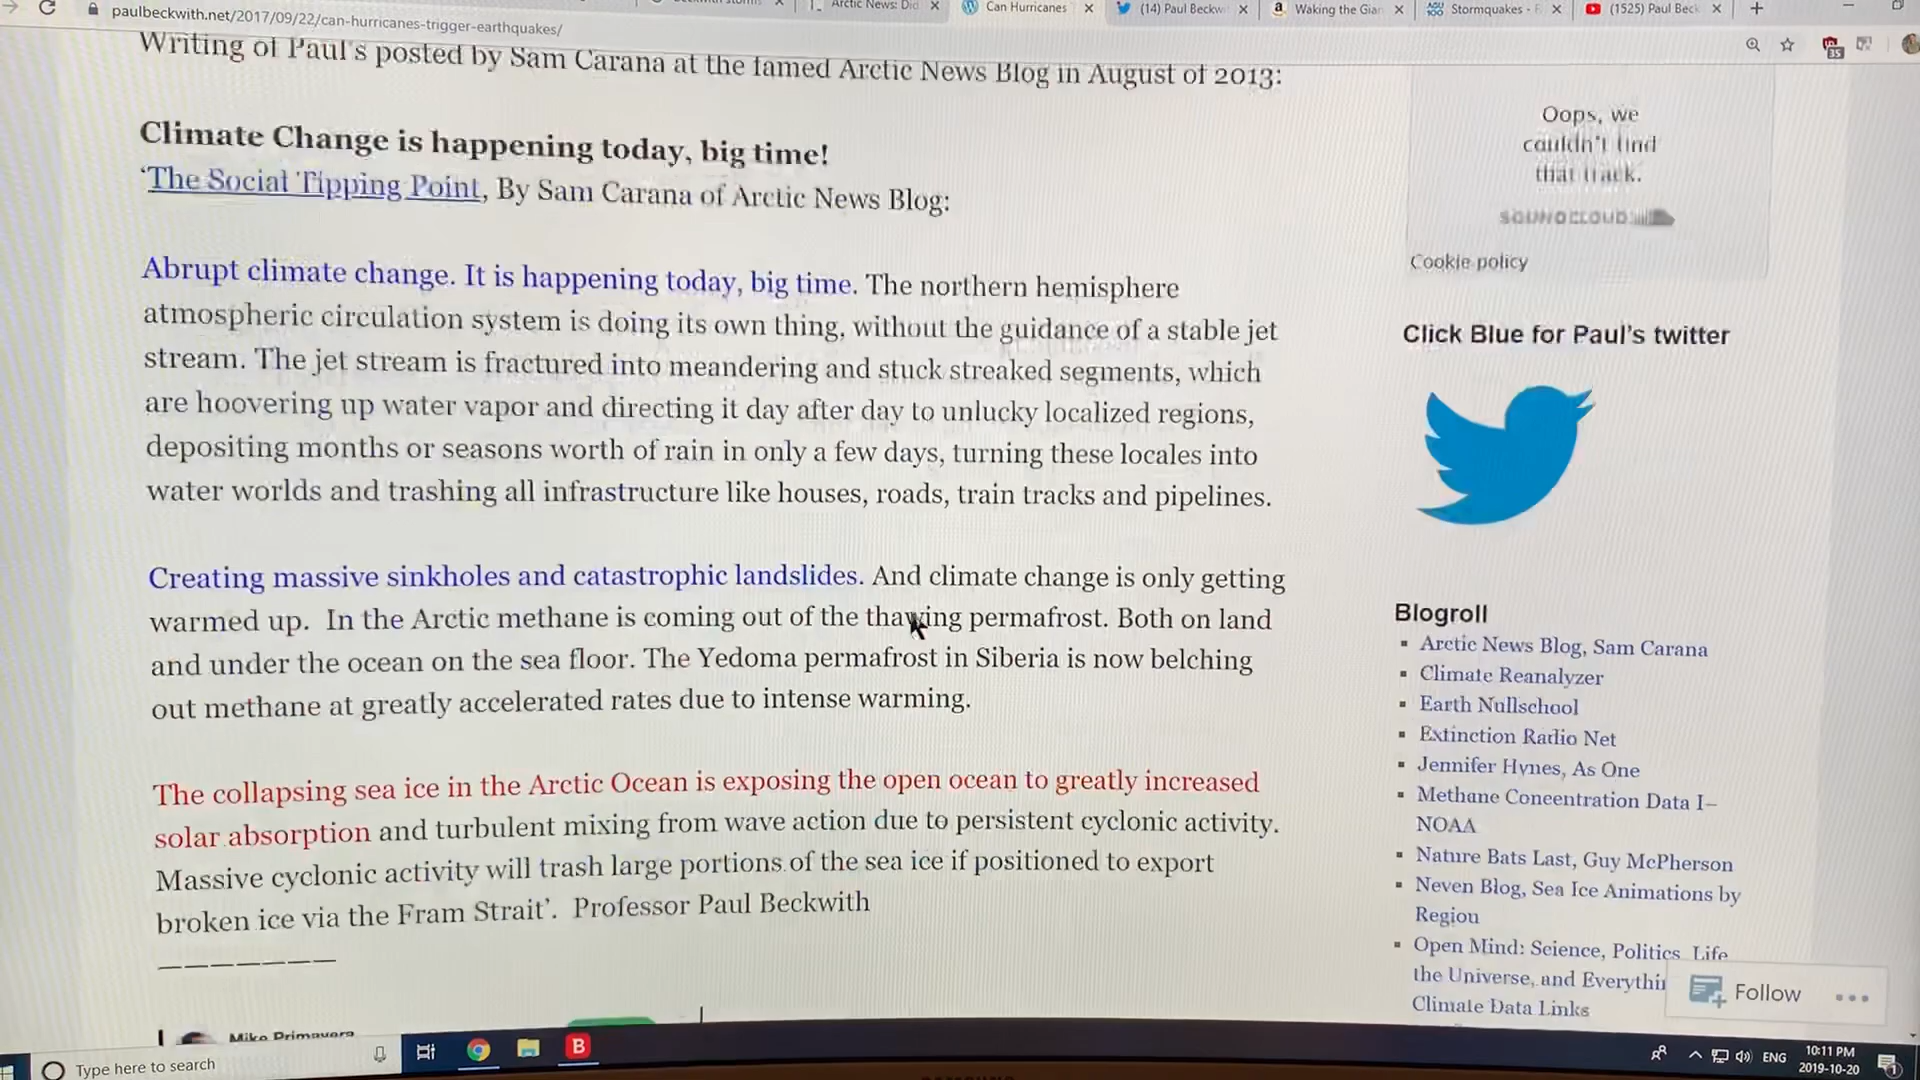 Arctic News: Dio
Can Hurricanes
(14) Paul Beckw
Waking the Gian
Stormquakes -
(1525) Paul Beck
paulbeckwith.net/2017/09/22/can-hurricanes-trigger-earthquakes/
Writing of Paul's posted by Sam Carana at the famed Arctic News Blog in August of 2013:
Climate Change is happening today, big time!
‘The Social Tipping Point, By Sam Carana of Arctic News Blog:
Abrupt climate change. It is happening today, big time. The northern hemisphere
atmospheric circulation system is doing its own thing, without the guidance of a stable jet
stream. The jet stream is fractured into meandering and stuck streaked segments, which
are hoovering up water vapor and directing it day after day to unlucky localized regions,
depositing months or seasons worth of rain in only a few days, turning these locales into
water worlds and trashing all infrastructure like houses, roads, train tracks and pipelines.
Creating massive sinkholes and catastrophic landslides. And climate change is only getting
warmed up. In the Arctic methane is coming out of the thawing permafrost. Both on land
and under the ocean on the sea floor. The Yedoma permafrost in Siberia is now belching
out methane at greatly accelerated rates due to intense warming.
The collapsing sea ice in the Arctic Ocean is exposing the open ocean to greatly increased
solar absorption and turbulent mixing from wave action due to persistent cyclonic activity.
Massive cyclonic activity will trash large portions of the sea ice if positioned to export
broken ice via the Fram Strait’. Professor Paul Beckwith
————————
Mike Primavera
Oops, we
couldn't find
that track.
SOUNDCLOUD
Cookie policy
Click Blue for Paul's twitter
Blogroll
Arctic News Blog, Sam Carana
Climate Reanalyzer
Earth Nullschool
Extinction Radio Net
Jennifer Hynes, As One
Methane Concentration Data I–
NOAA
Nature Bats Last, Guy McPherson
Neven Blog, Sea Ice Animations by
Region
Open Mind: Science, Politics, Life
the Universe, and Everythin
Climate Data Links
Follow
Type here to search
B
ENG
10:11 PM
2019-10-20